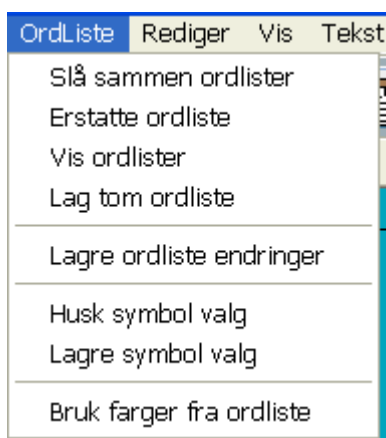 OrdListe Rediger Vis Tekst
Slå sammen ordlister
Erstatte ordliste
Vis ordlister
Lag tom ordliste
Lagre ordliste endringer
Husk symbol valg
Lagre symbol valg
Bruk farger fra ordliste